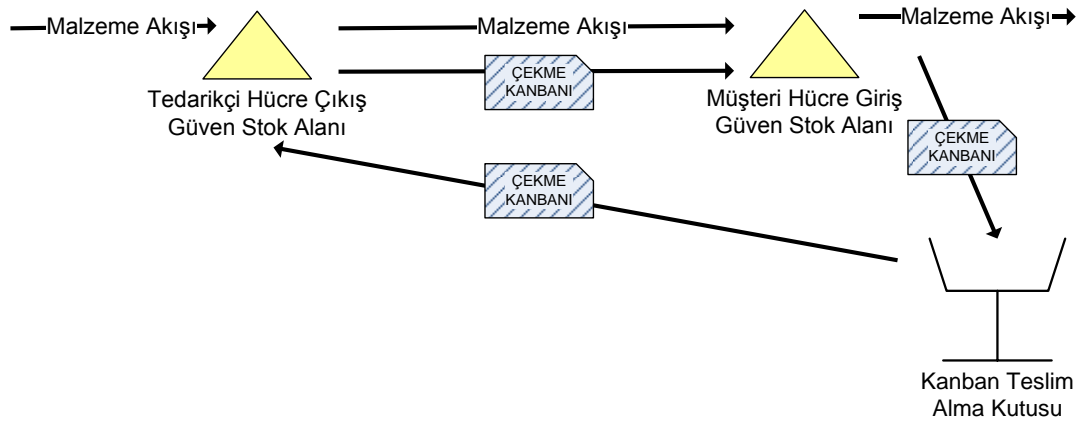 Malzeme Akışı
Malzeme Akışı
Malzeme Akışı
ÇEKME
KANBANI
Tedarikçi Hücre Çıkış
Güven Stok Alanı
Müşteri Hücre Giriş
Güven Stok Alanı
ÇEKME
KANBANI
ÇEKME
KANBANI
Kanban Teslim
Alma Kutusu